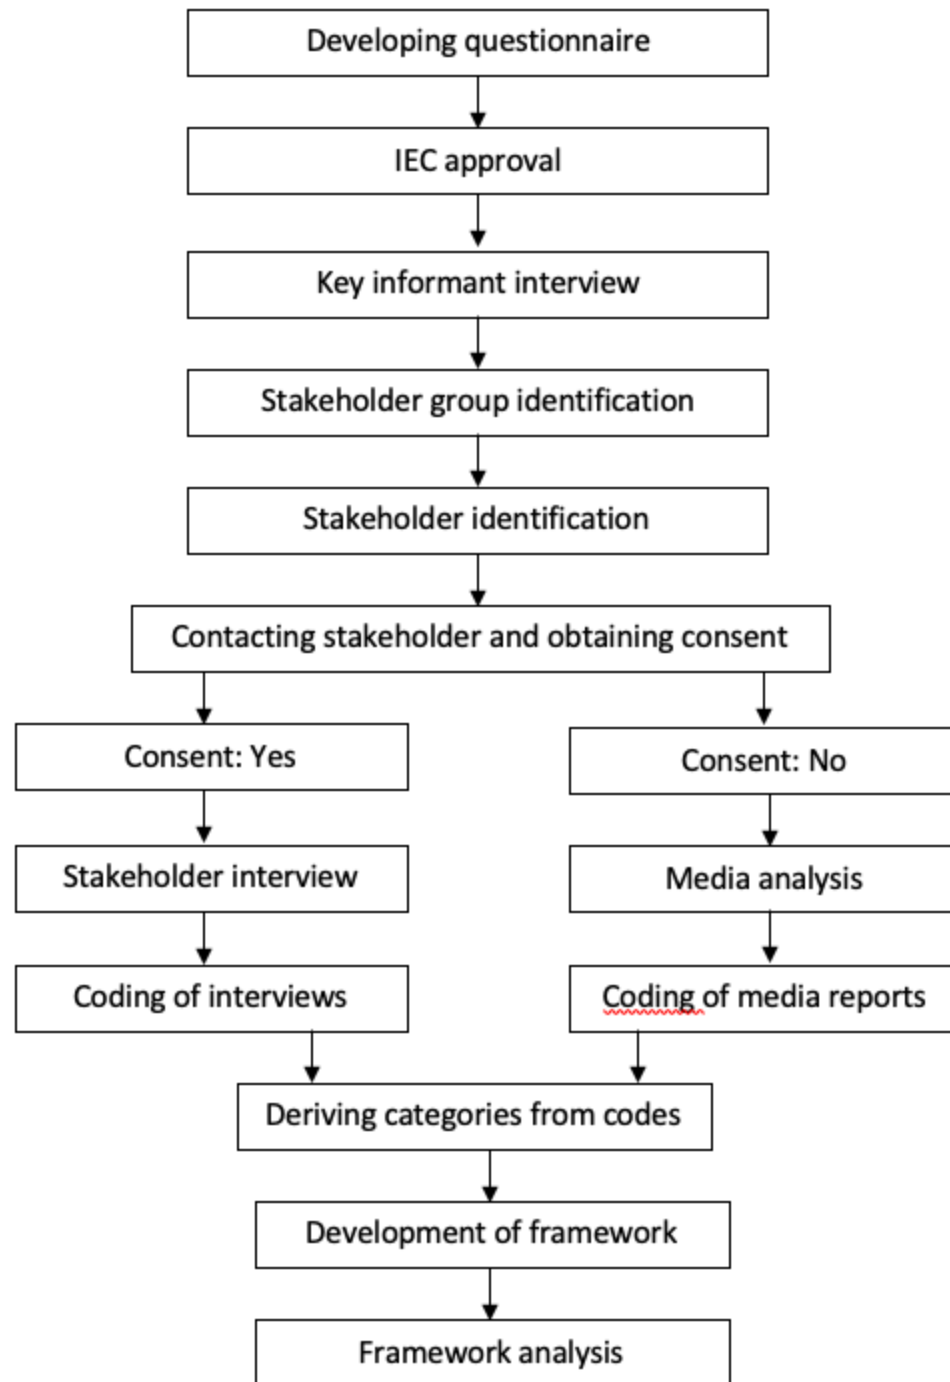 Developing questionnaire
IEC approval
Key informant interview
Stakeholder group identification
Stakeholder identification
Contacting stakeholder and obtaining consent
Consent: Yes
Consent: No
Stakeholder interview
Media analysis
Coding of interviews
Coding of media reports
Deriving categories from codes
Development of framework
Framework analysis